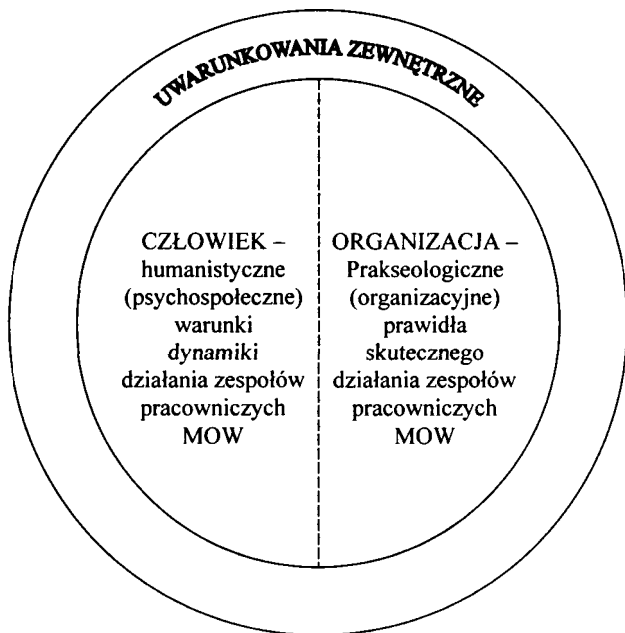 UWARUNKOWANIA ZEWNĘTRZNE
CZŁOWIEK –
humanistyczne
(psychospołeczne)
warunki
dynamiki
działania zespołów
pracowniczych
MOW
ORGANIZACJA –
Prakseologiczne
(organizacyjne)
prawidła
skutecznego
działania zespołów
pracowniczych
MOW